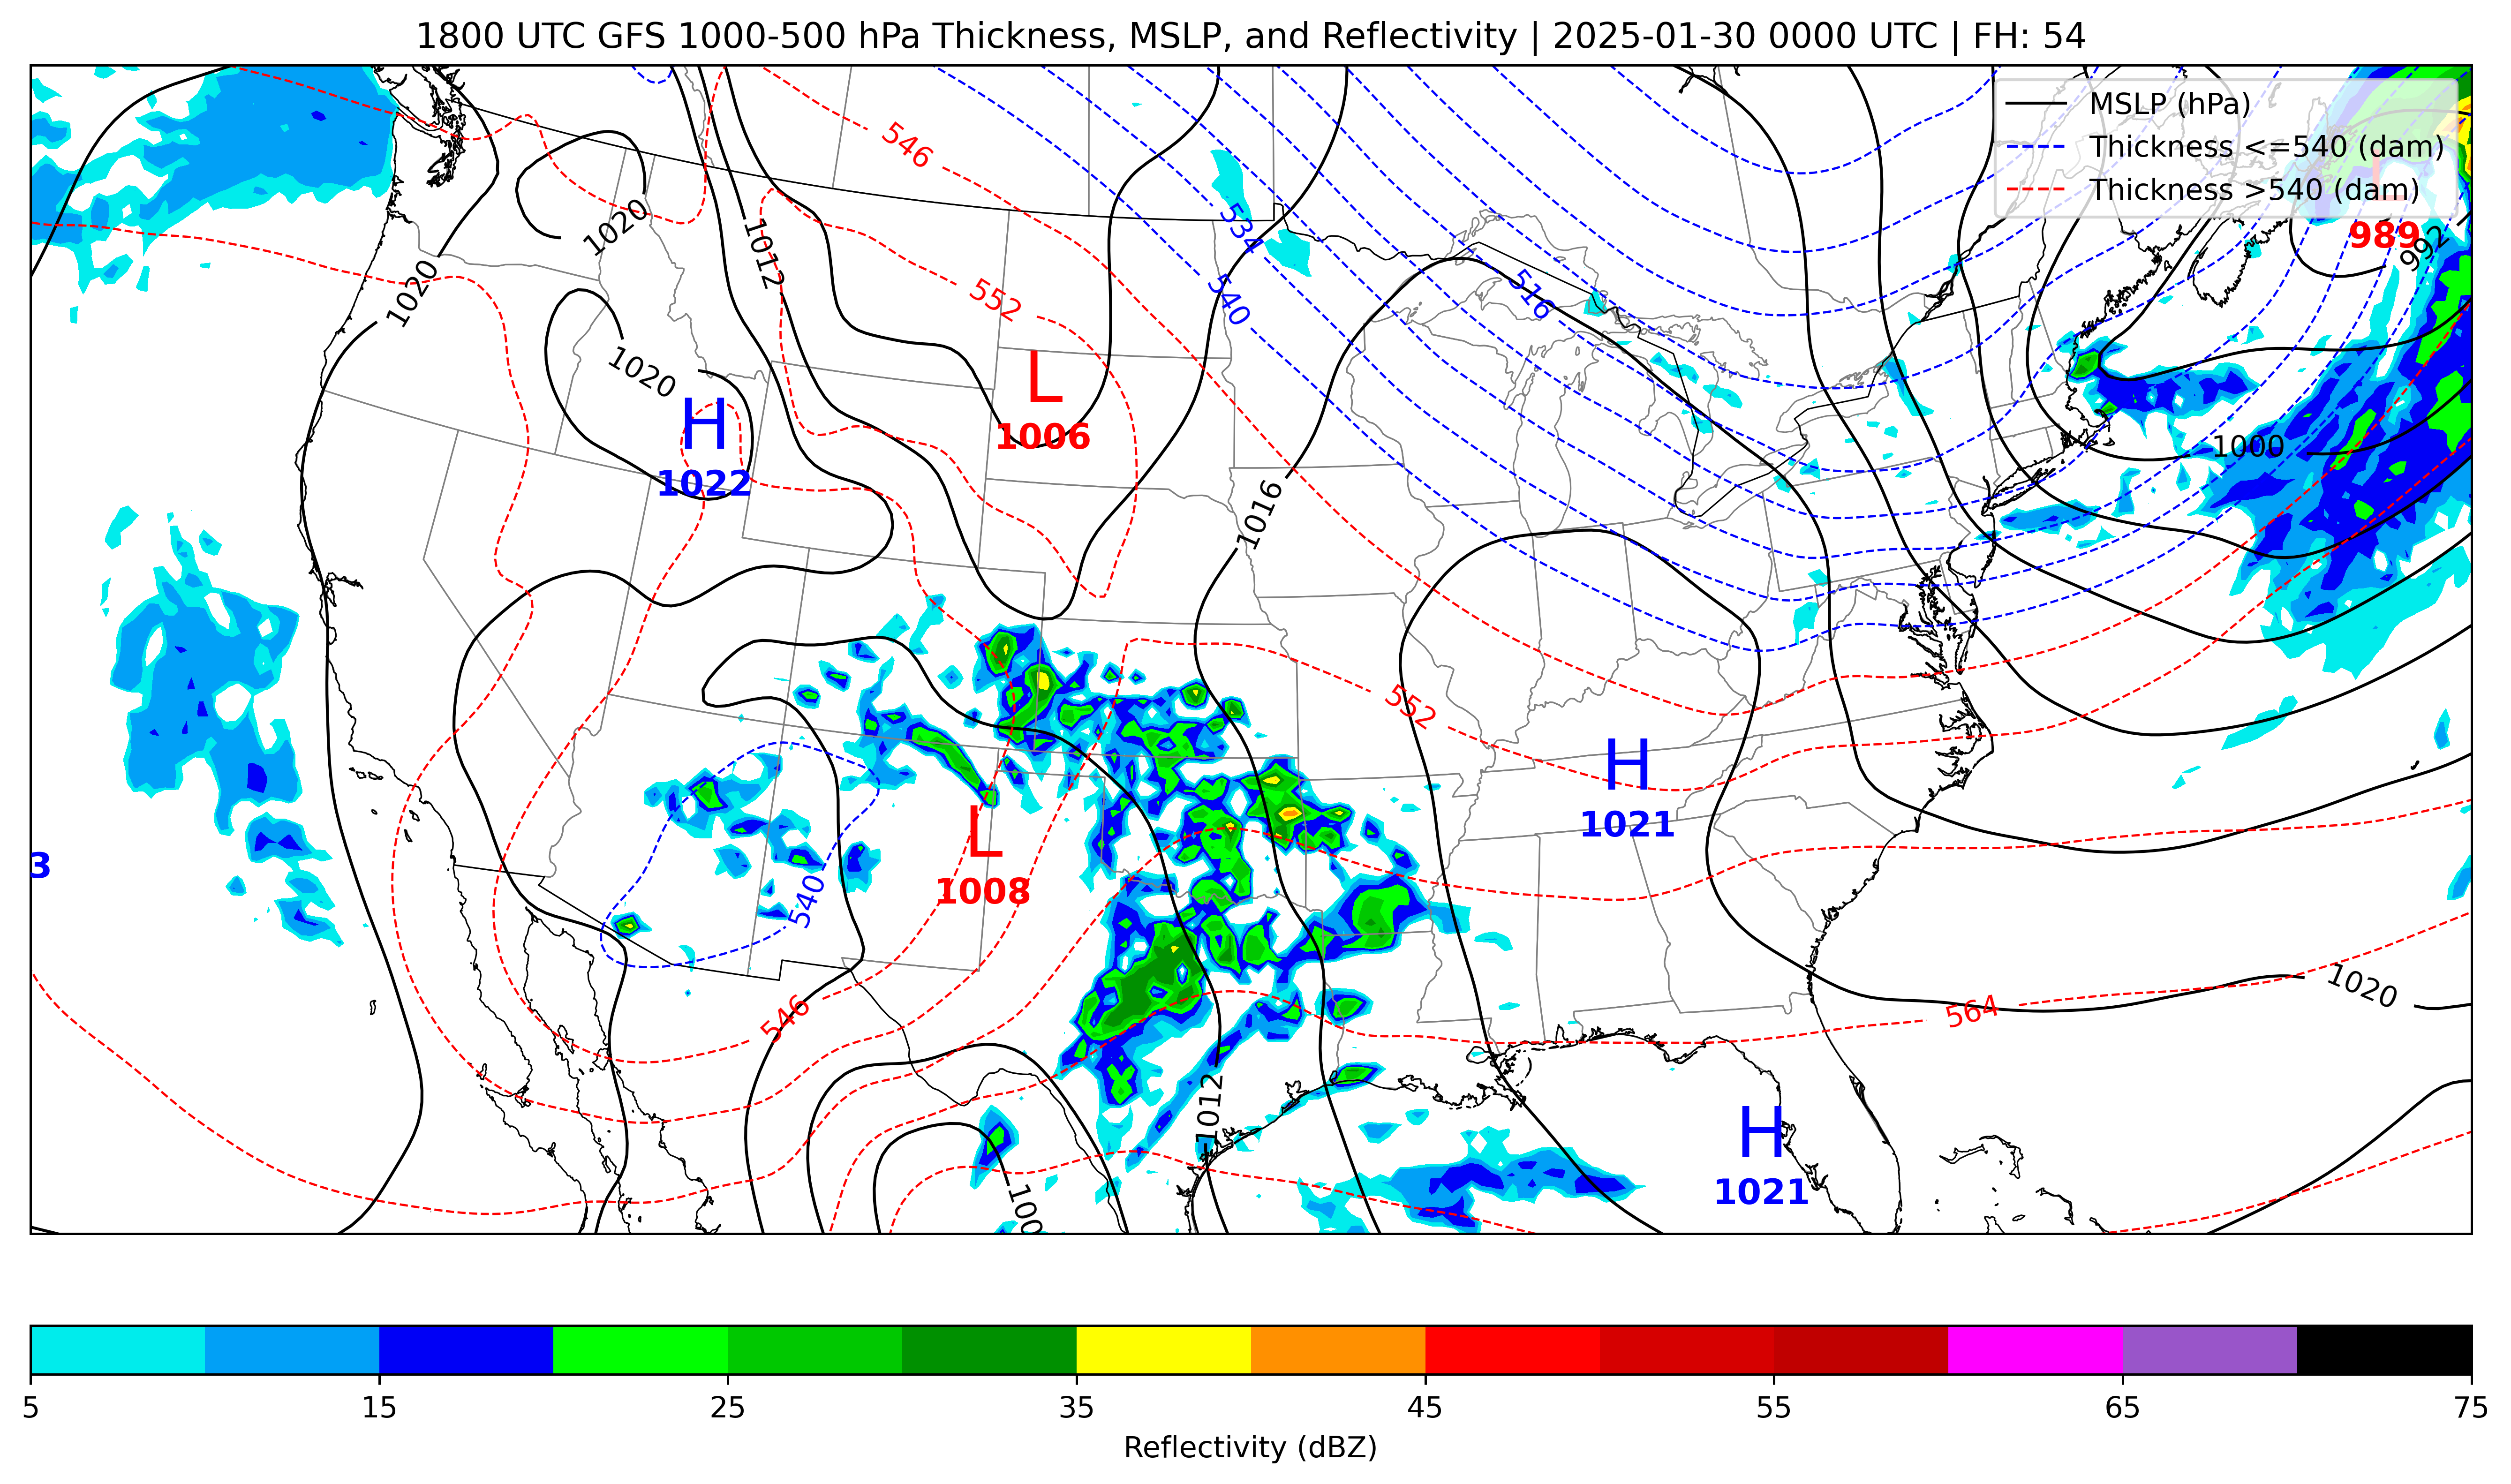 1800 UTC GFS 1000-500 hPa Thickness, MSLP, and Reflectivity | 2025-01-30 0000 UTC | FH: 54
MSLP (hPa)
Thickness <=540 (dam)
Thickness >540 (dam)
546
1020
534
989
992
1012
1020
552
540
516
1020
L
1006
H
1022
1000
1016
552
H
1021
L
1008
3
540
546
1020
564
1012
H
1021
100
5 15 25 35 45 55 65 75
Reflectivity (dBZ)